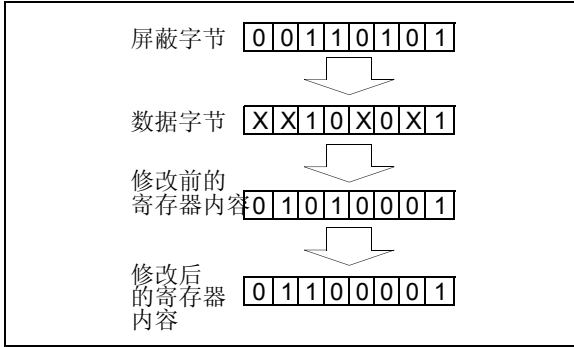 屏蔽字节 0 0 1 1 0 1 0 1
数据字节 X X 1 0 X 0 X 1
修改前的
寄存器内容 0 1 0 1 0 0 0 1
修改后
的寄存器 0 1 1 0 0 0 0 1
内容